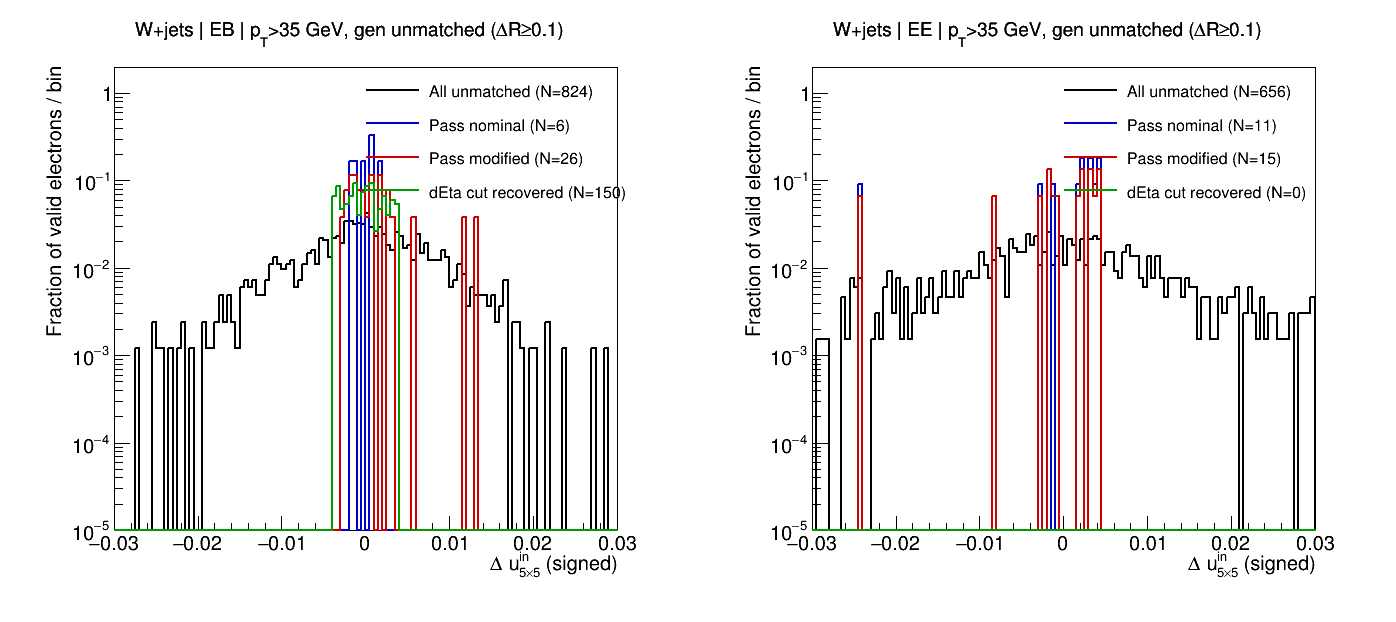 W+jets | EB | p_T>35 GeV, gen unmatched (ΔR≥0.1)
Fraction of valid electrons / bin
1
10⁻¹
10⁻²
10⁻³
10⁻⁴
10⁻⁵
All unmatched (N=824)
Pass nominal (N=6)
Pass modified (N=26)
dEta cut recovered (N=150)
−0.03 −0.02 −0.01 0 0.01 0.02 0.03
Δ u^in_5×5 (signed)
W+jets | EE | p_T>35 GeV, gen unmatched (ΔR≥0.1)
Fraction of valid electrons / bin
1
10⁻¹
10⁻²
10⁻³
10⁻⁴
10⁻⁵
All unmatched (N=656)
Pass nominal (N=11)
Pass modified (N=15)
dEta cut recovered (N=0)
−0.03 −0.02 −0.01 0 0.01 0.02 0.03
Δ u^in_5×5 (signed)